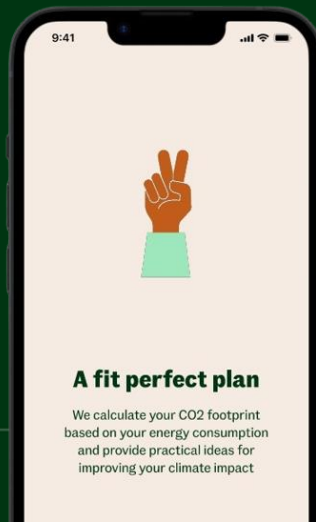 9:41
A fit perfect plan
We calculate your CO2 footprint
based on your energy consumption
and provide practical ideas for
improving your climate impact